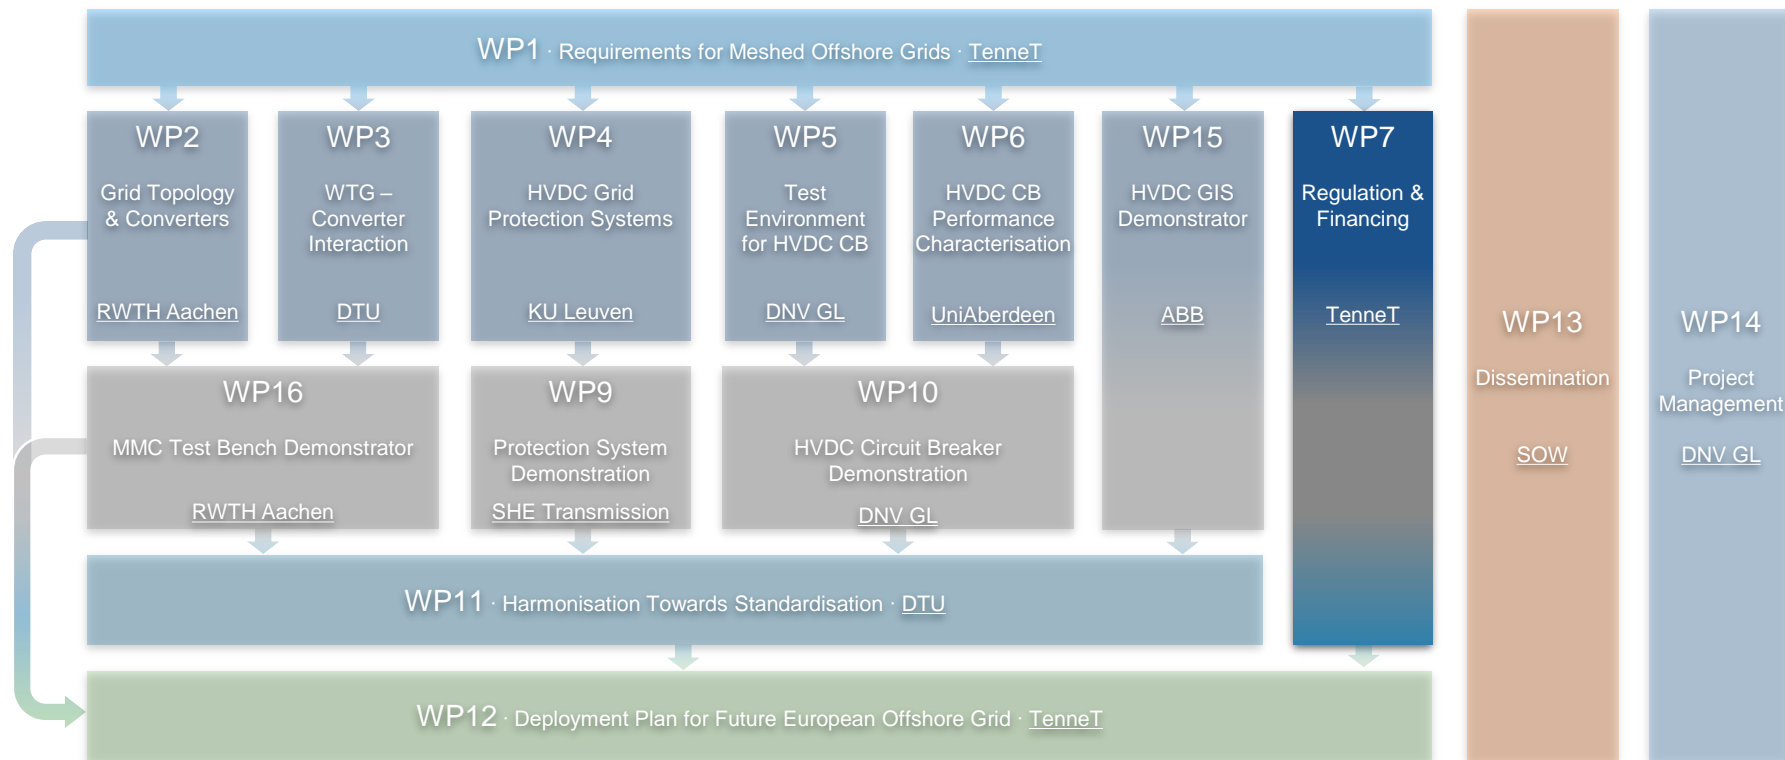 WP1 · Requirements for Meshed Offshore Grids · TenneT
WP2
Grid Topology
& Converters
RWTH Aachen
WP3
WTG –
Converter
Interaction
DTU
WP4
HVDC Grid
Protection Systems
KU Leuven
WP5
Test
Environment
for HVDC CB
DNV GL
WP6
HVDC CB
Performance
Characterisation
UniAberdeen
WP15
HVDC GIS
Demonstrator
ABB
WP7
Regulation &
Financing
TenneT
WP16
MMC Test Bench Demonstrator
RWTH Aachen
WP9
Protection System
Demonstration
SHE Transmission
WP10
HVDC Circuit Breaker
Demonstration
DNV GL
WP11 · Harmonisation Towards Standardisation · DTU
WP12 · Deployment Plan for Future European Offshore Grid · TenneT
WP13
Dissemination
SOW
WP14
Project
Management
DNV GL